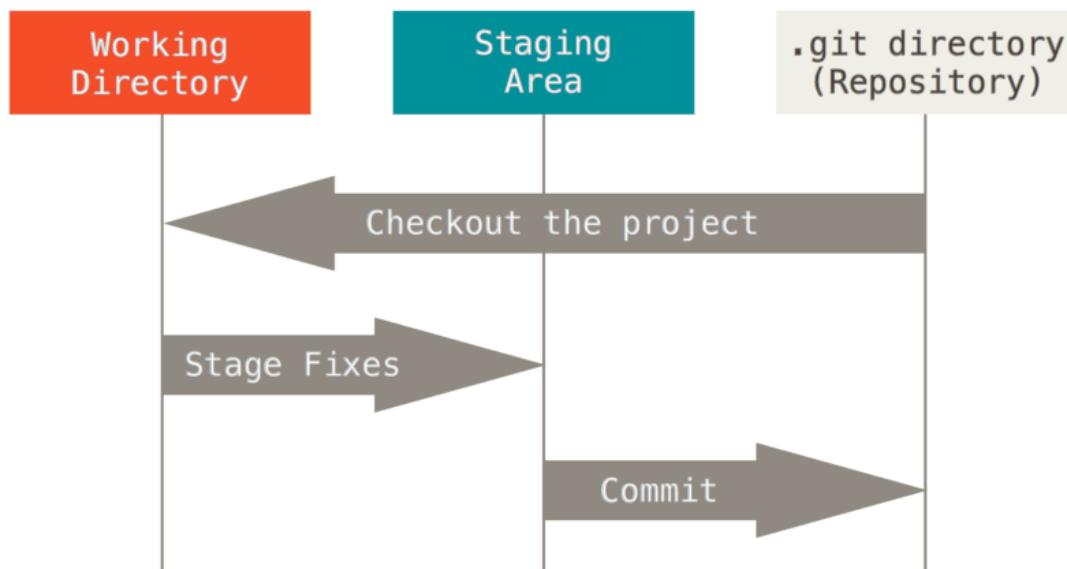 Working
Directory
Staging
Area
.git directory
(Repository)
Checkout the project
Stage Fixes
Commit